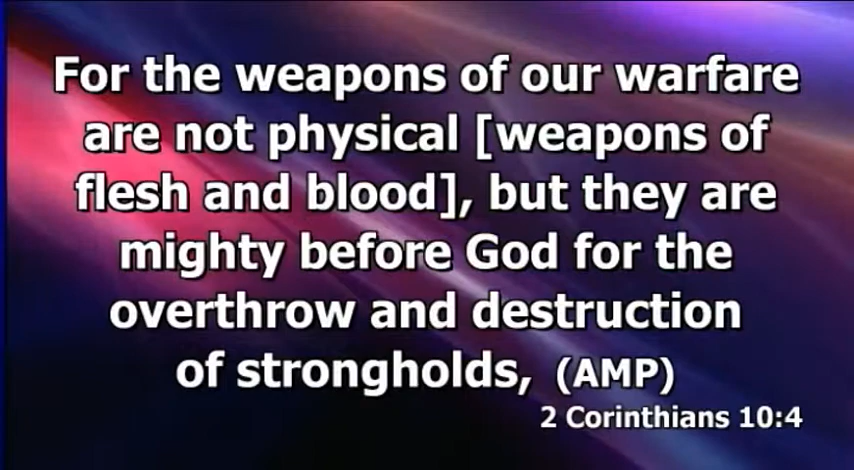 For the weapons of our warfare
are not physical [weapons of
flesh and blood], but they are
mighty before God for the
overthrow and destruction
of strongholds, (AMP)
2 Corinthians 10:4